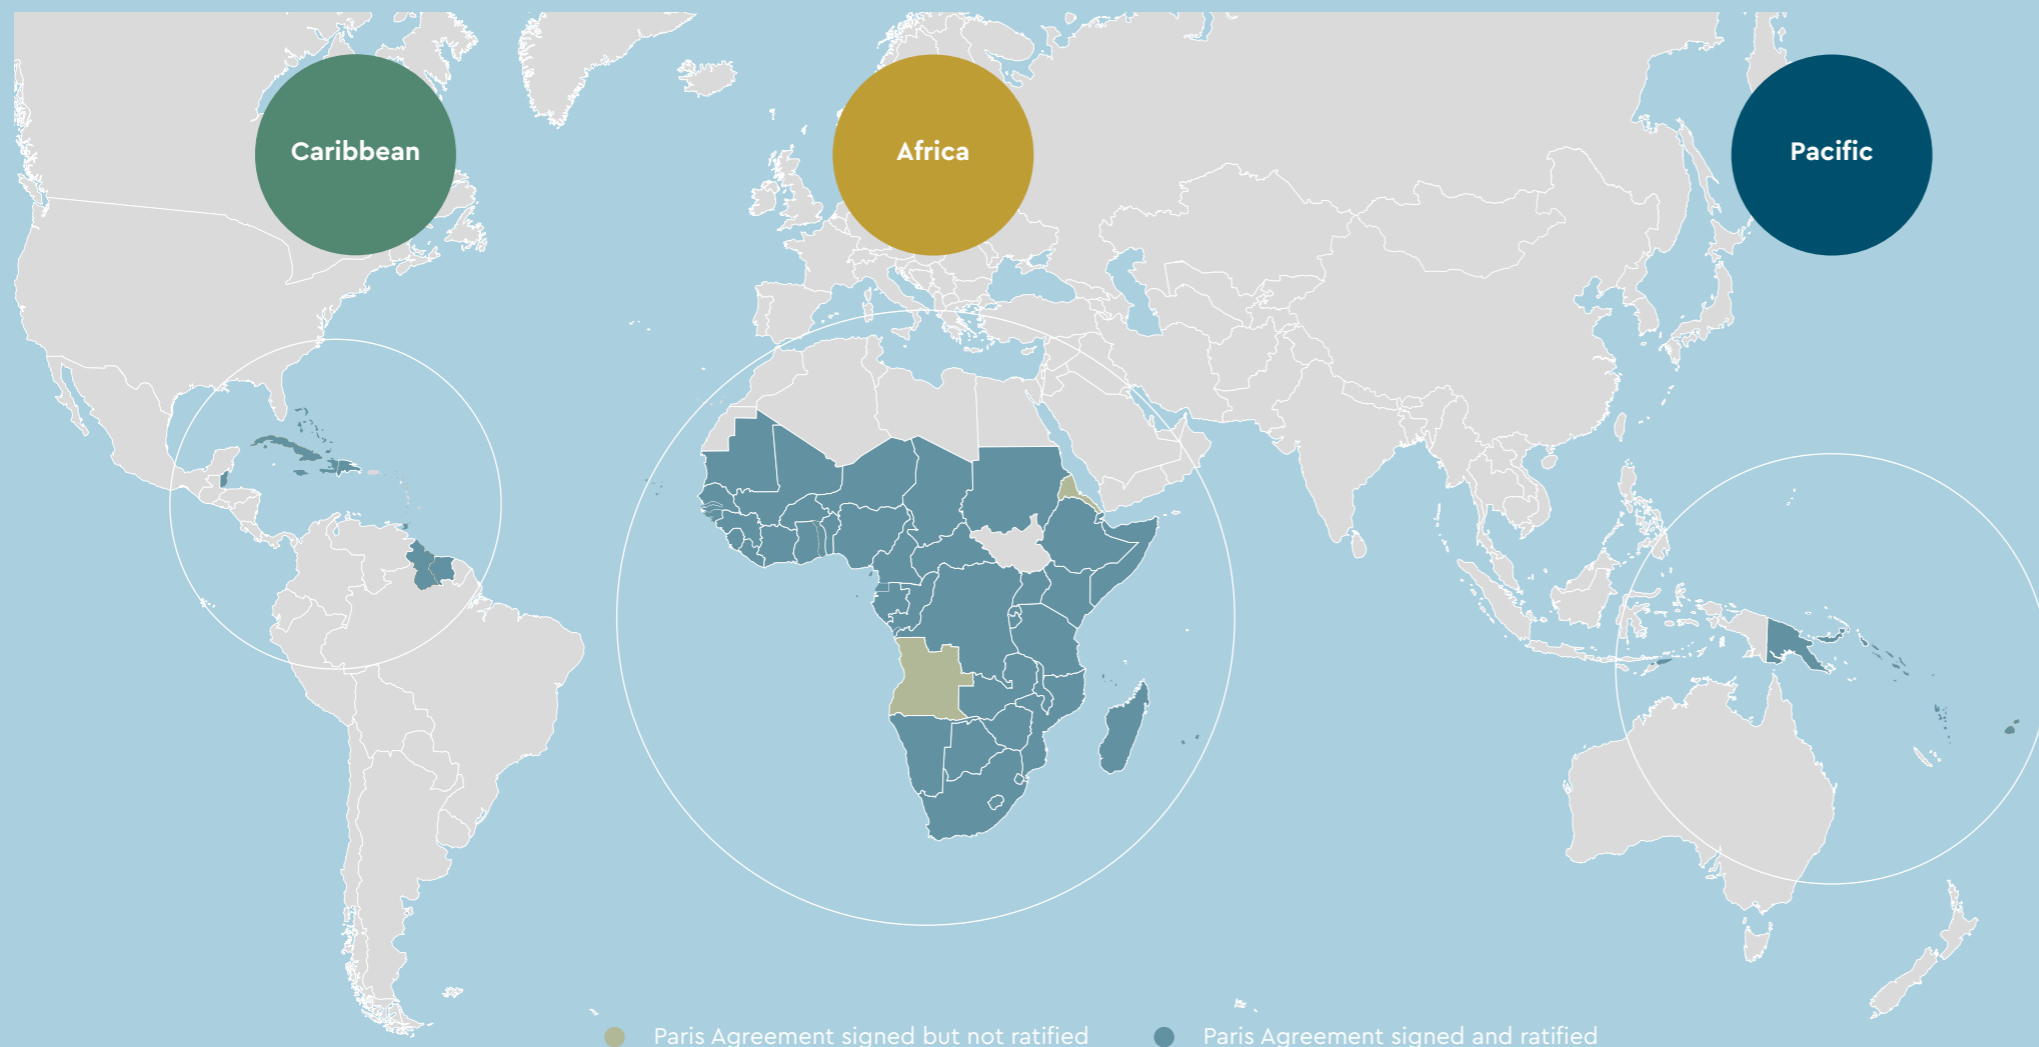 Caribbean
Africa
Pacific
Paris Agreement signed but not ratified
Paris Agreement signed and ratified